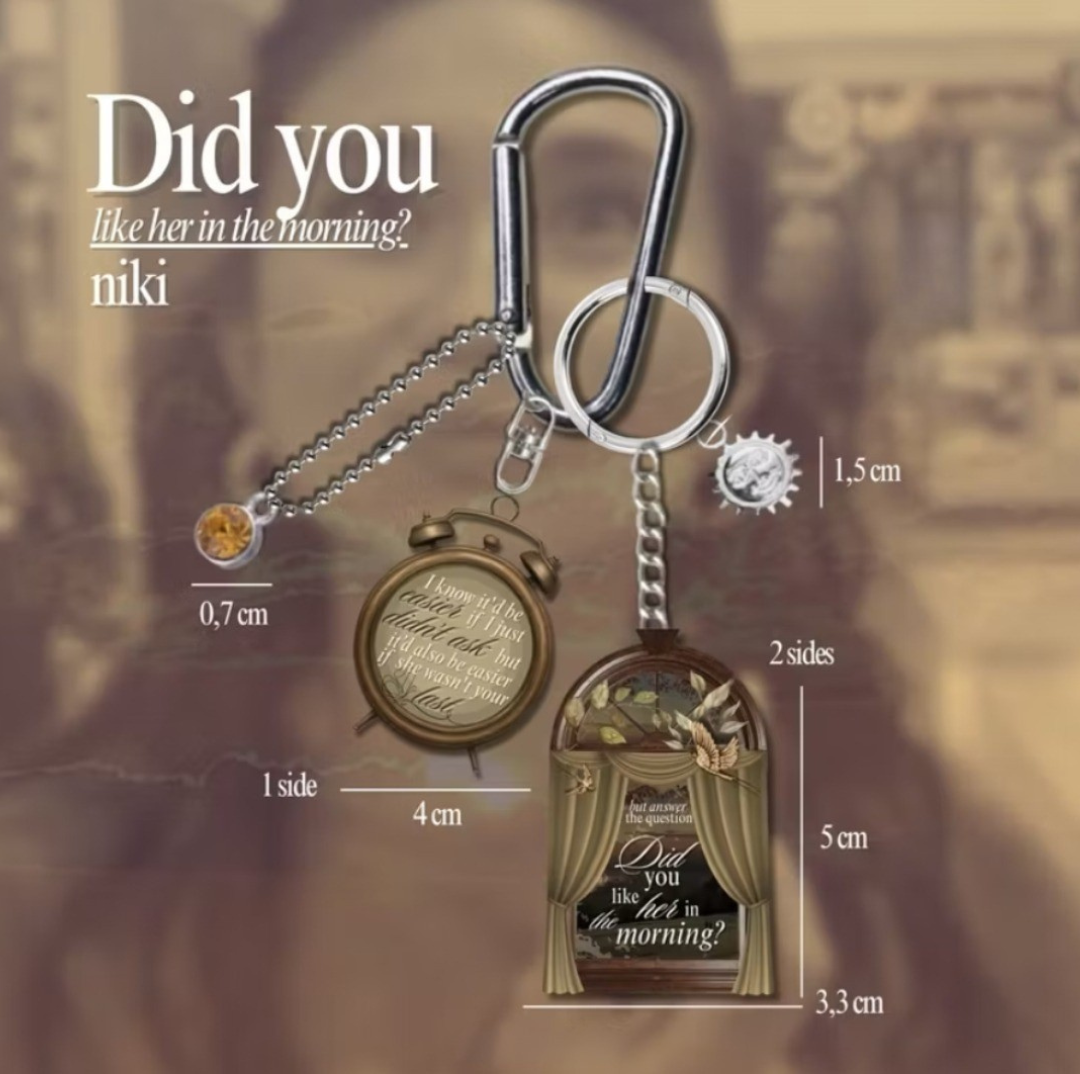 Did you
like her in the morning?
niki
1,5 cm
0,7 cm
I know it'd be
easier if I just
didn't ask but
it'd also be easier
if she wasn't your
last
2 sides
1 side
4 cm
but answer
the question
Did
you
like her in
the morning?
5 cm
3,3 cm